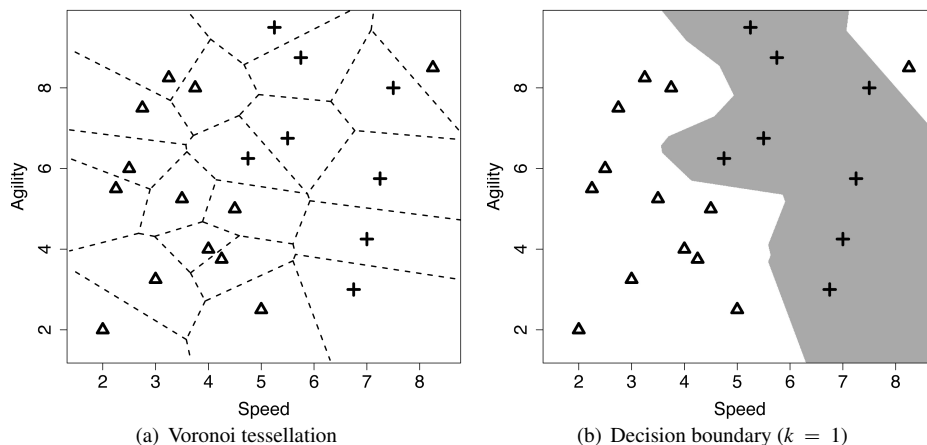 8
6
4
2
Agility
2 3 4 5 6 7 8
Speed
(a) Voronoi tessellation
8
6
4
2
Agility
2 3 4 5 6 7 8
Speed
(b) Decision boundary (k = 1)